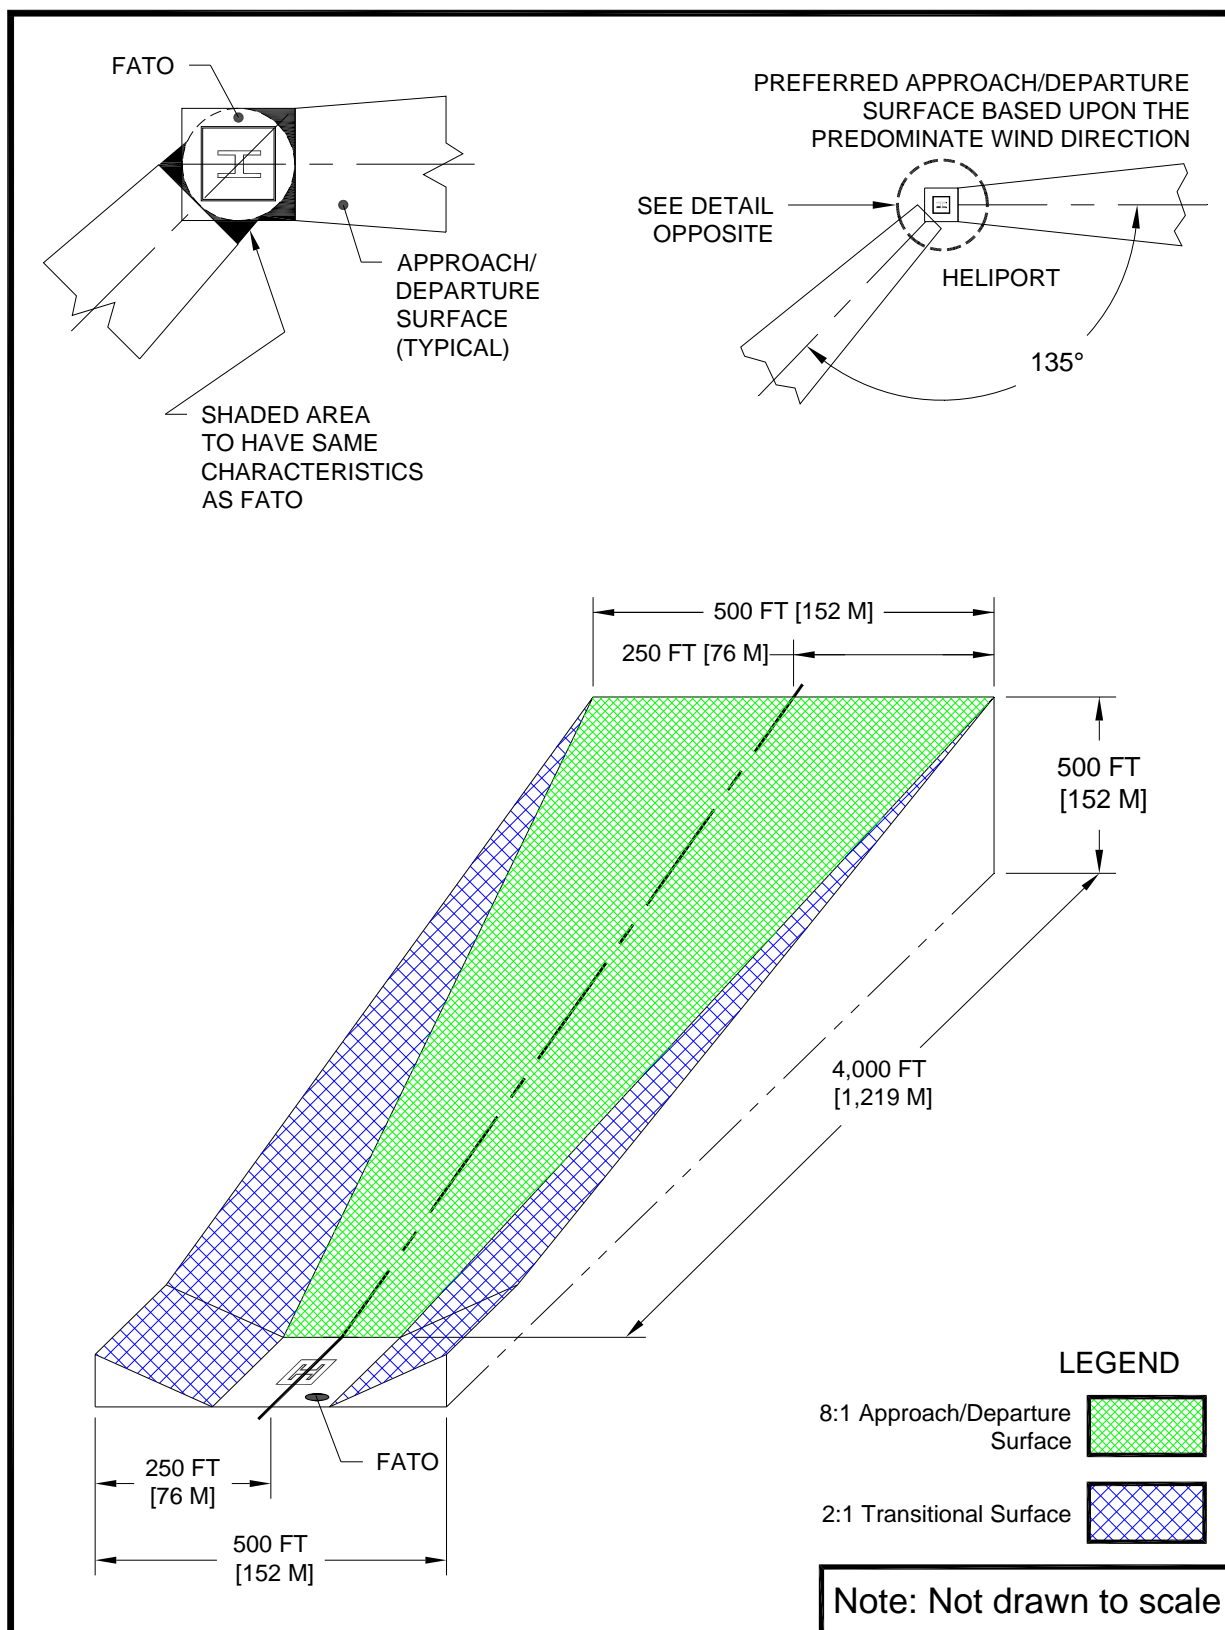 FATO
PREFERRED APPROACH/DEPARTURE
SURFACE BASED UPON THE
PREDOMINATE WIND DIRECTION
SEE DETAIL
OPPOSITE
HELIPORT
135°
APPROACH/
DEPARTURE
SURFACE
(TYPICAL)
SHADED AREA
TO HAVE SAME
CHARACTERISTICS
AS FATO
H
H
500 FT [152 M]
250 FT [76 M]
500 FT
[152 M]
4,000 FT
[1,219 M]
H
FATO
250 FT
[76 M]
500 FT
[152 M]
LEGEND
8:1 Approach/Departure
Surface
2:1 Transitional Surface
Note: Not drawn to scale